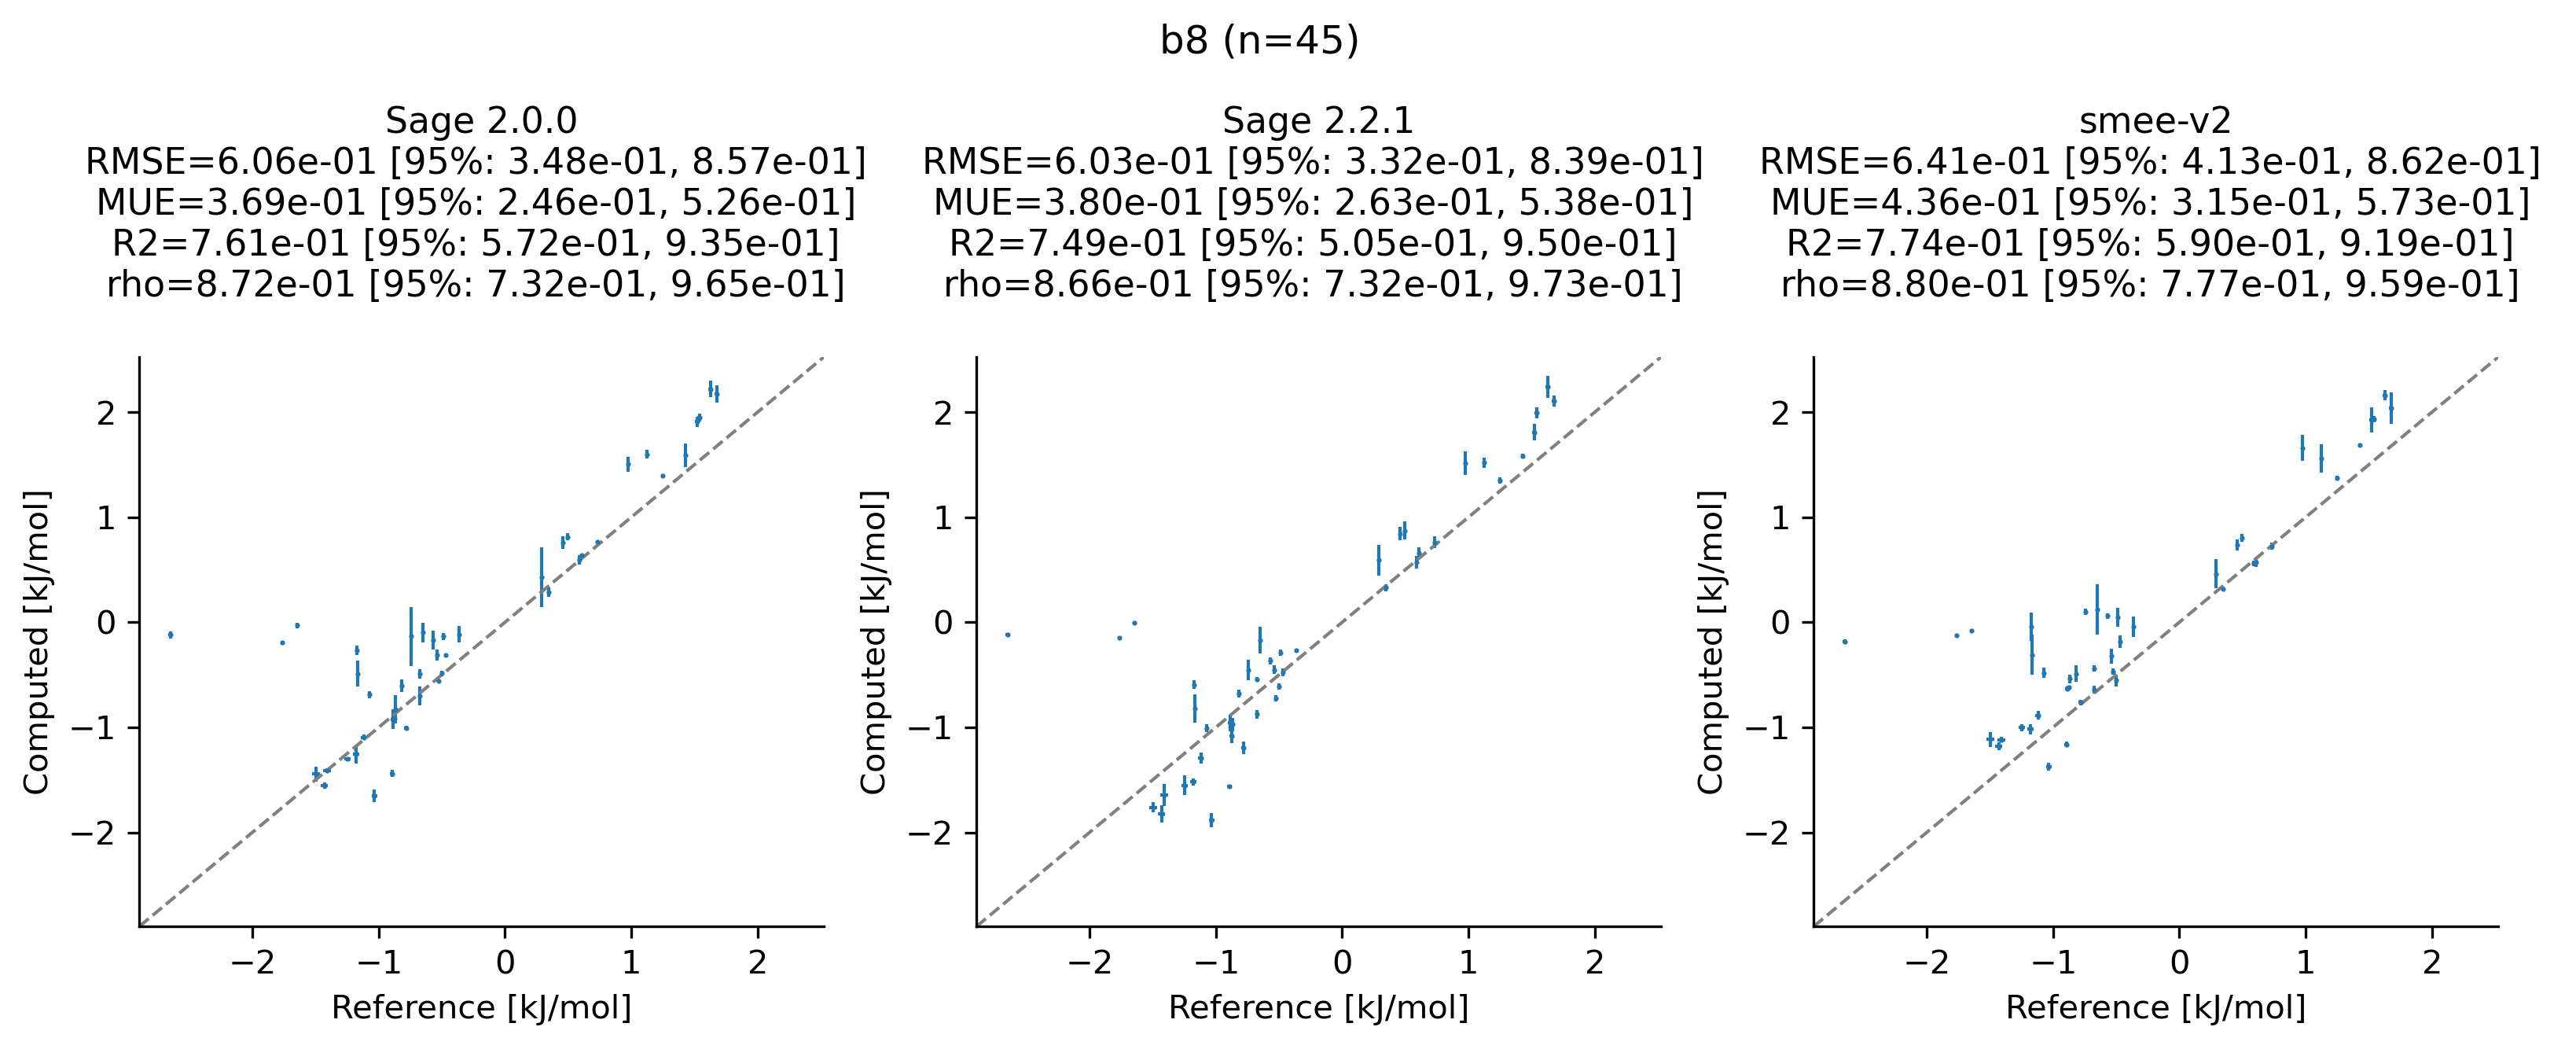 b8 (n=45)
Sage 2.0.0
RMSE=6.06e-01 [95%: 3.48e-01, 8.57e-01]
MUE=3.69e-01 [95%: 2.46e-01, 5.26e-01]
R2=7.61e-01 [95%: 5.72e-01, 9.35e-01]
rho=8.72e-01 [95%: 7.32e-01, 9.65e-01]
2
1
0
−1
−2
Computed [kJ/mol]
−2 −1 0 1 2
Reference [kJ/mol]
Sage 2.2.1
RMSE=6.03e-01 [95%: 3.32e-01, 8.39e-01]
MUE=3.80e-01 [95%: 2.63e-01, 5.38e-01]
R2=7.49e-01 [95%: 5.05e-01, 9.50e-01]
rho=8.66e-01 [95%: 7.32e-01, 9.73e-01]
2
1
0
−1
−2
Computed [kJ/mol]
−2 −1 0 1 2
Reference [kJ/mol]
smee-v2
RMSE=6.41e-01 [95%: 4.13e-01, 8.62e-01]
MUE=4.36e-01 [95%: 3.15e-01, 5.73e-01]
R2=7.74e-01 [95%: 5.90e-01, 9.19e-01]
rho=8.80e-01 [95%: 7.77e-01, 9.59e-01]
2
1
0
−1
−2
Computed [kJ/mol]
−2 −1 0 1 2
Reference [kJ/mol]